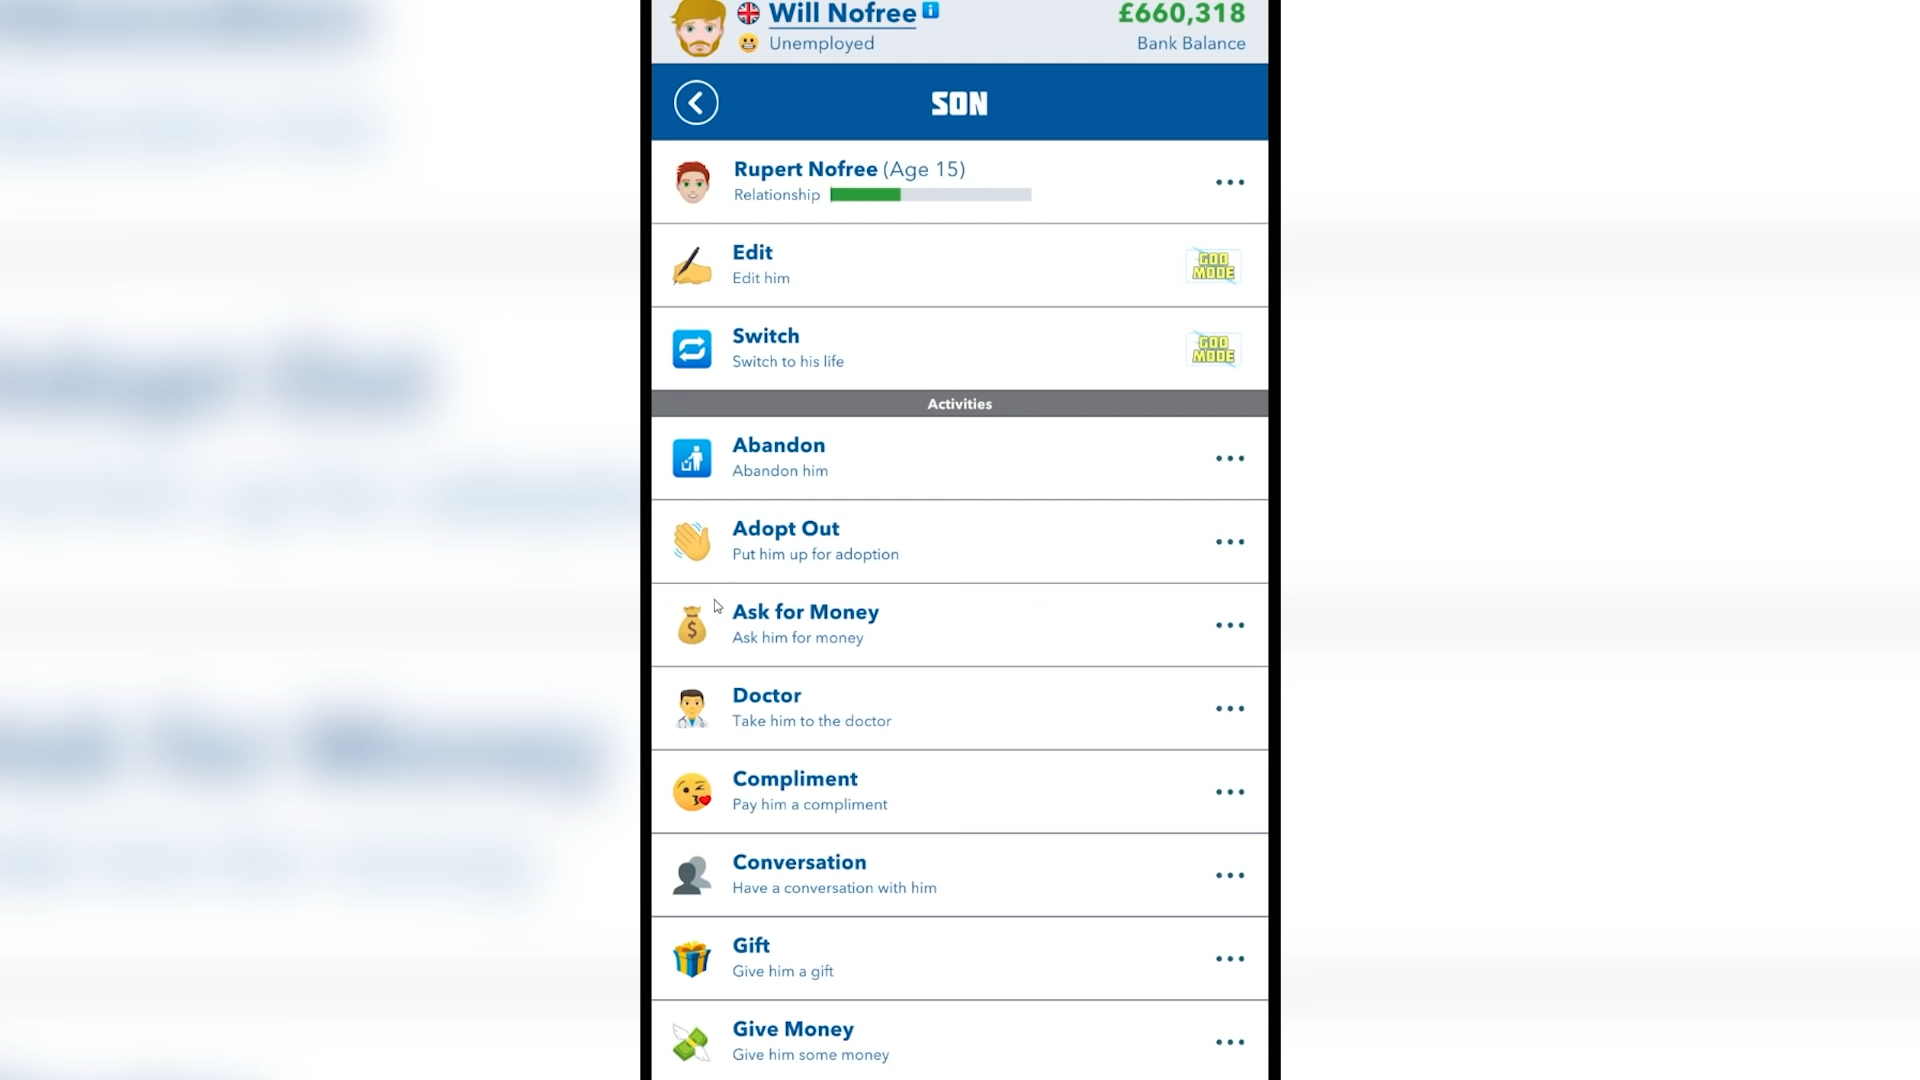 Will Nofree
£660,318
Unemployed
Bank Balance
SON
Rupert Nofree (Age 15)
Relationship
Edit
Edit him
GOD MODE
Switch
Switch to his life
GOD MODE
Activities
Abandon
Abandon him
Adopt Out
Put him up for adoption
Ask for Money
Ask him for money
Doctor
Take him to the doctor
Compliment
Pay him a compliment
Conversation
Have a conversation with him
Gift
Give him a gift
Give Money
Give him some money